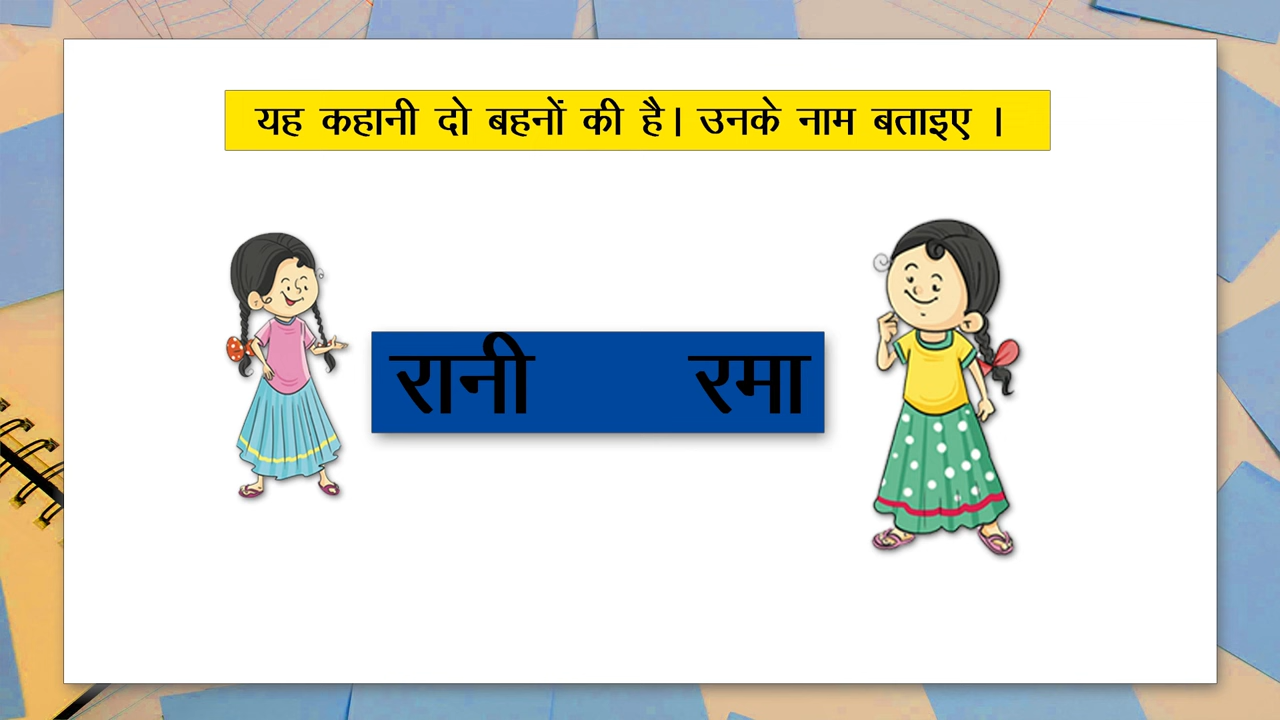 यह कहानी दो बहनों की है। उनके नाम बताइए ।
रानी रमा